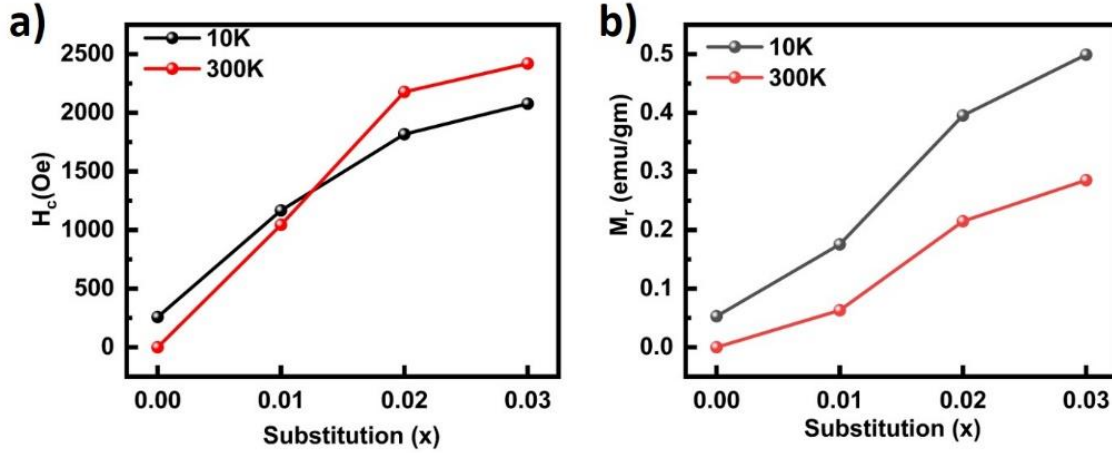 a)
10K
300K
2500
2000
1500
1000
500
0
H_c(Oe)
0.00 0.01 0.02 0.03
Substitution (x)
b)
10K
300K
0.5
0.4
0.3
0.2
0.1
0.0
M_r (emu/gm)
0.00 0.01 0.02 0.03
Substitution (x)